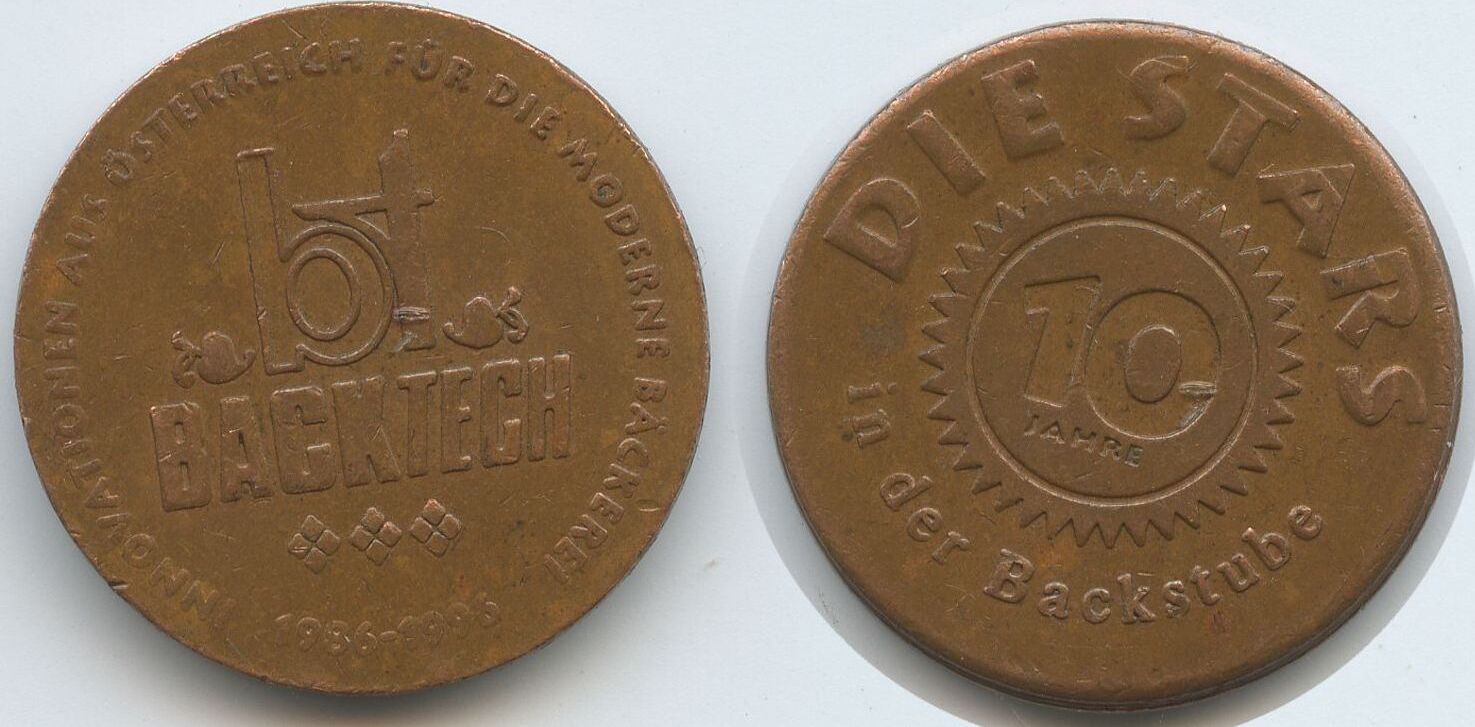 INNOVATIONEN AUS ÖSTERREICH FÜR DIE MODERNE BÄCKEREI
bt
BACKTECH
1986-1996
DIE STARS
10
JAHRE
in der Backstube